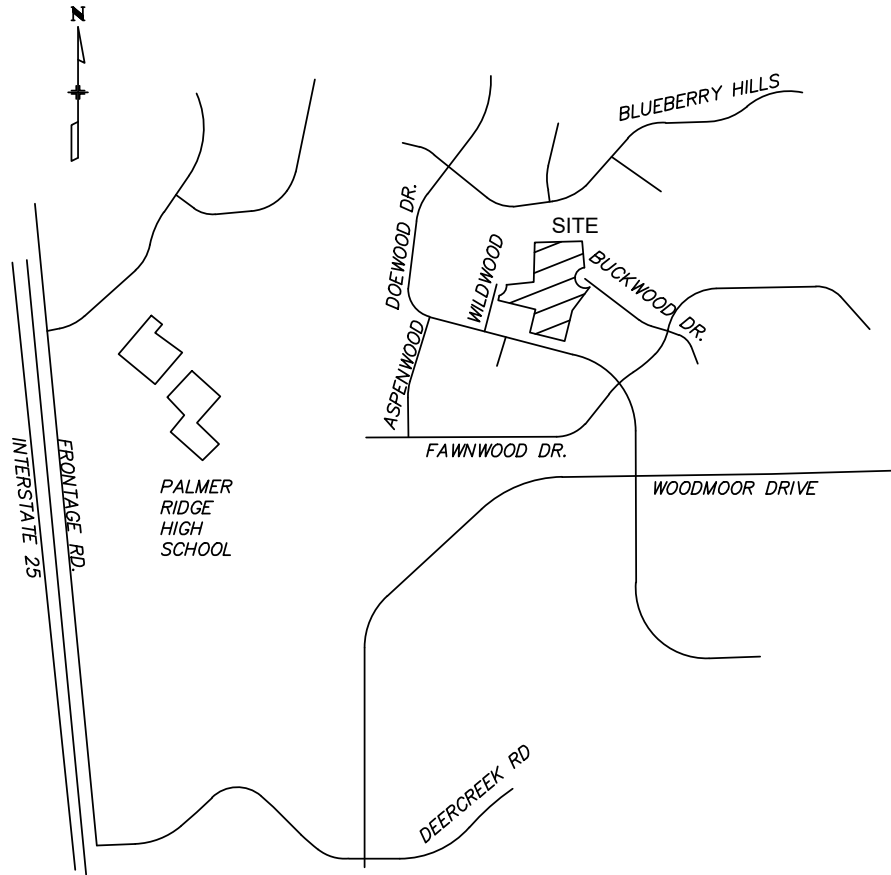 N
BLUEBERRY HILLS
SITE
DOEWOOD DR.
WILDWOOD
BUCKWOOD DR.
ASPENWOOD
FAWNWOOD DR.
INTERSTATE 25
FRONTAGE RD.
PALMER
RIDGE
HIGH
SCHOOL
WOODMOOR DRIVE
DEERCREEK RD